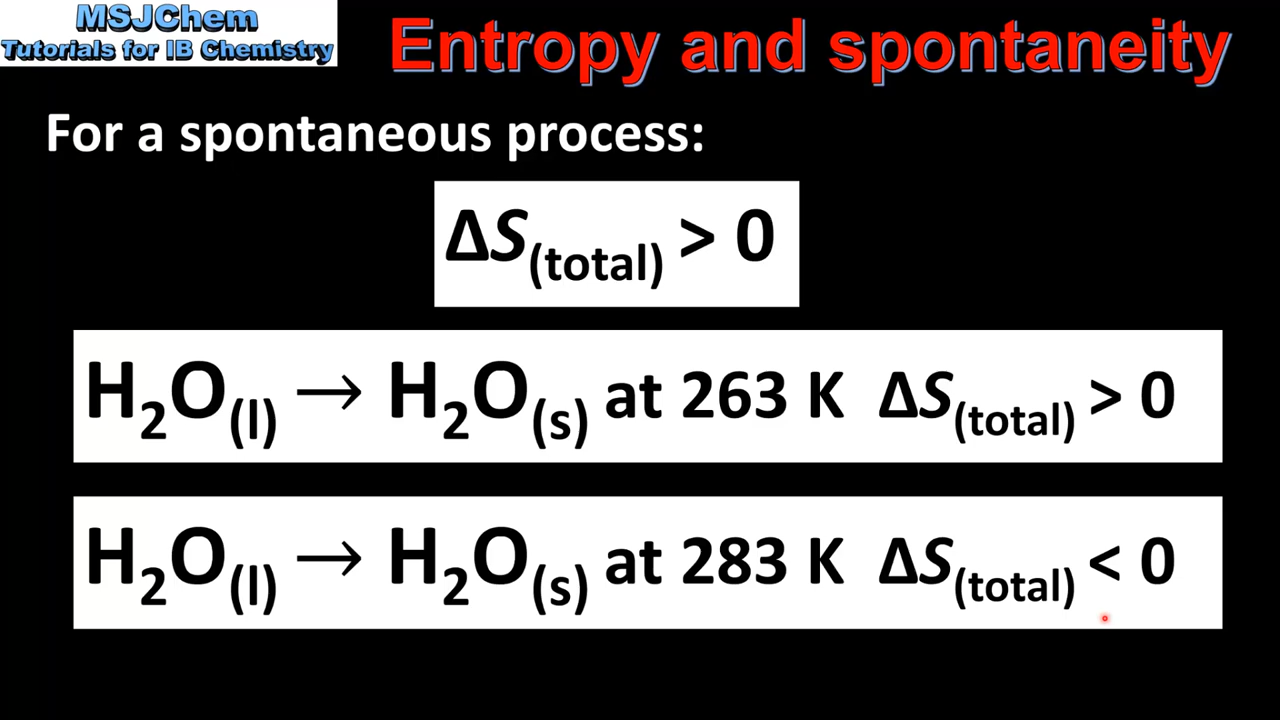 MSJChem
Tutorials for IB Chemistry
Entropy and spontaneity
For a spontaneous process:
ΔS(total) > 0
H₂O(l) → H₂O(s) at 263 K ΔS(total) > 0
H₂O(l) → H₂O(s) at 283 K ΔS(total) < 0